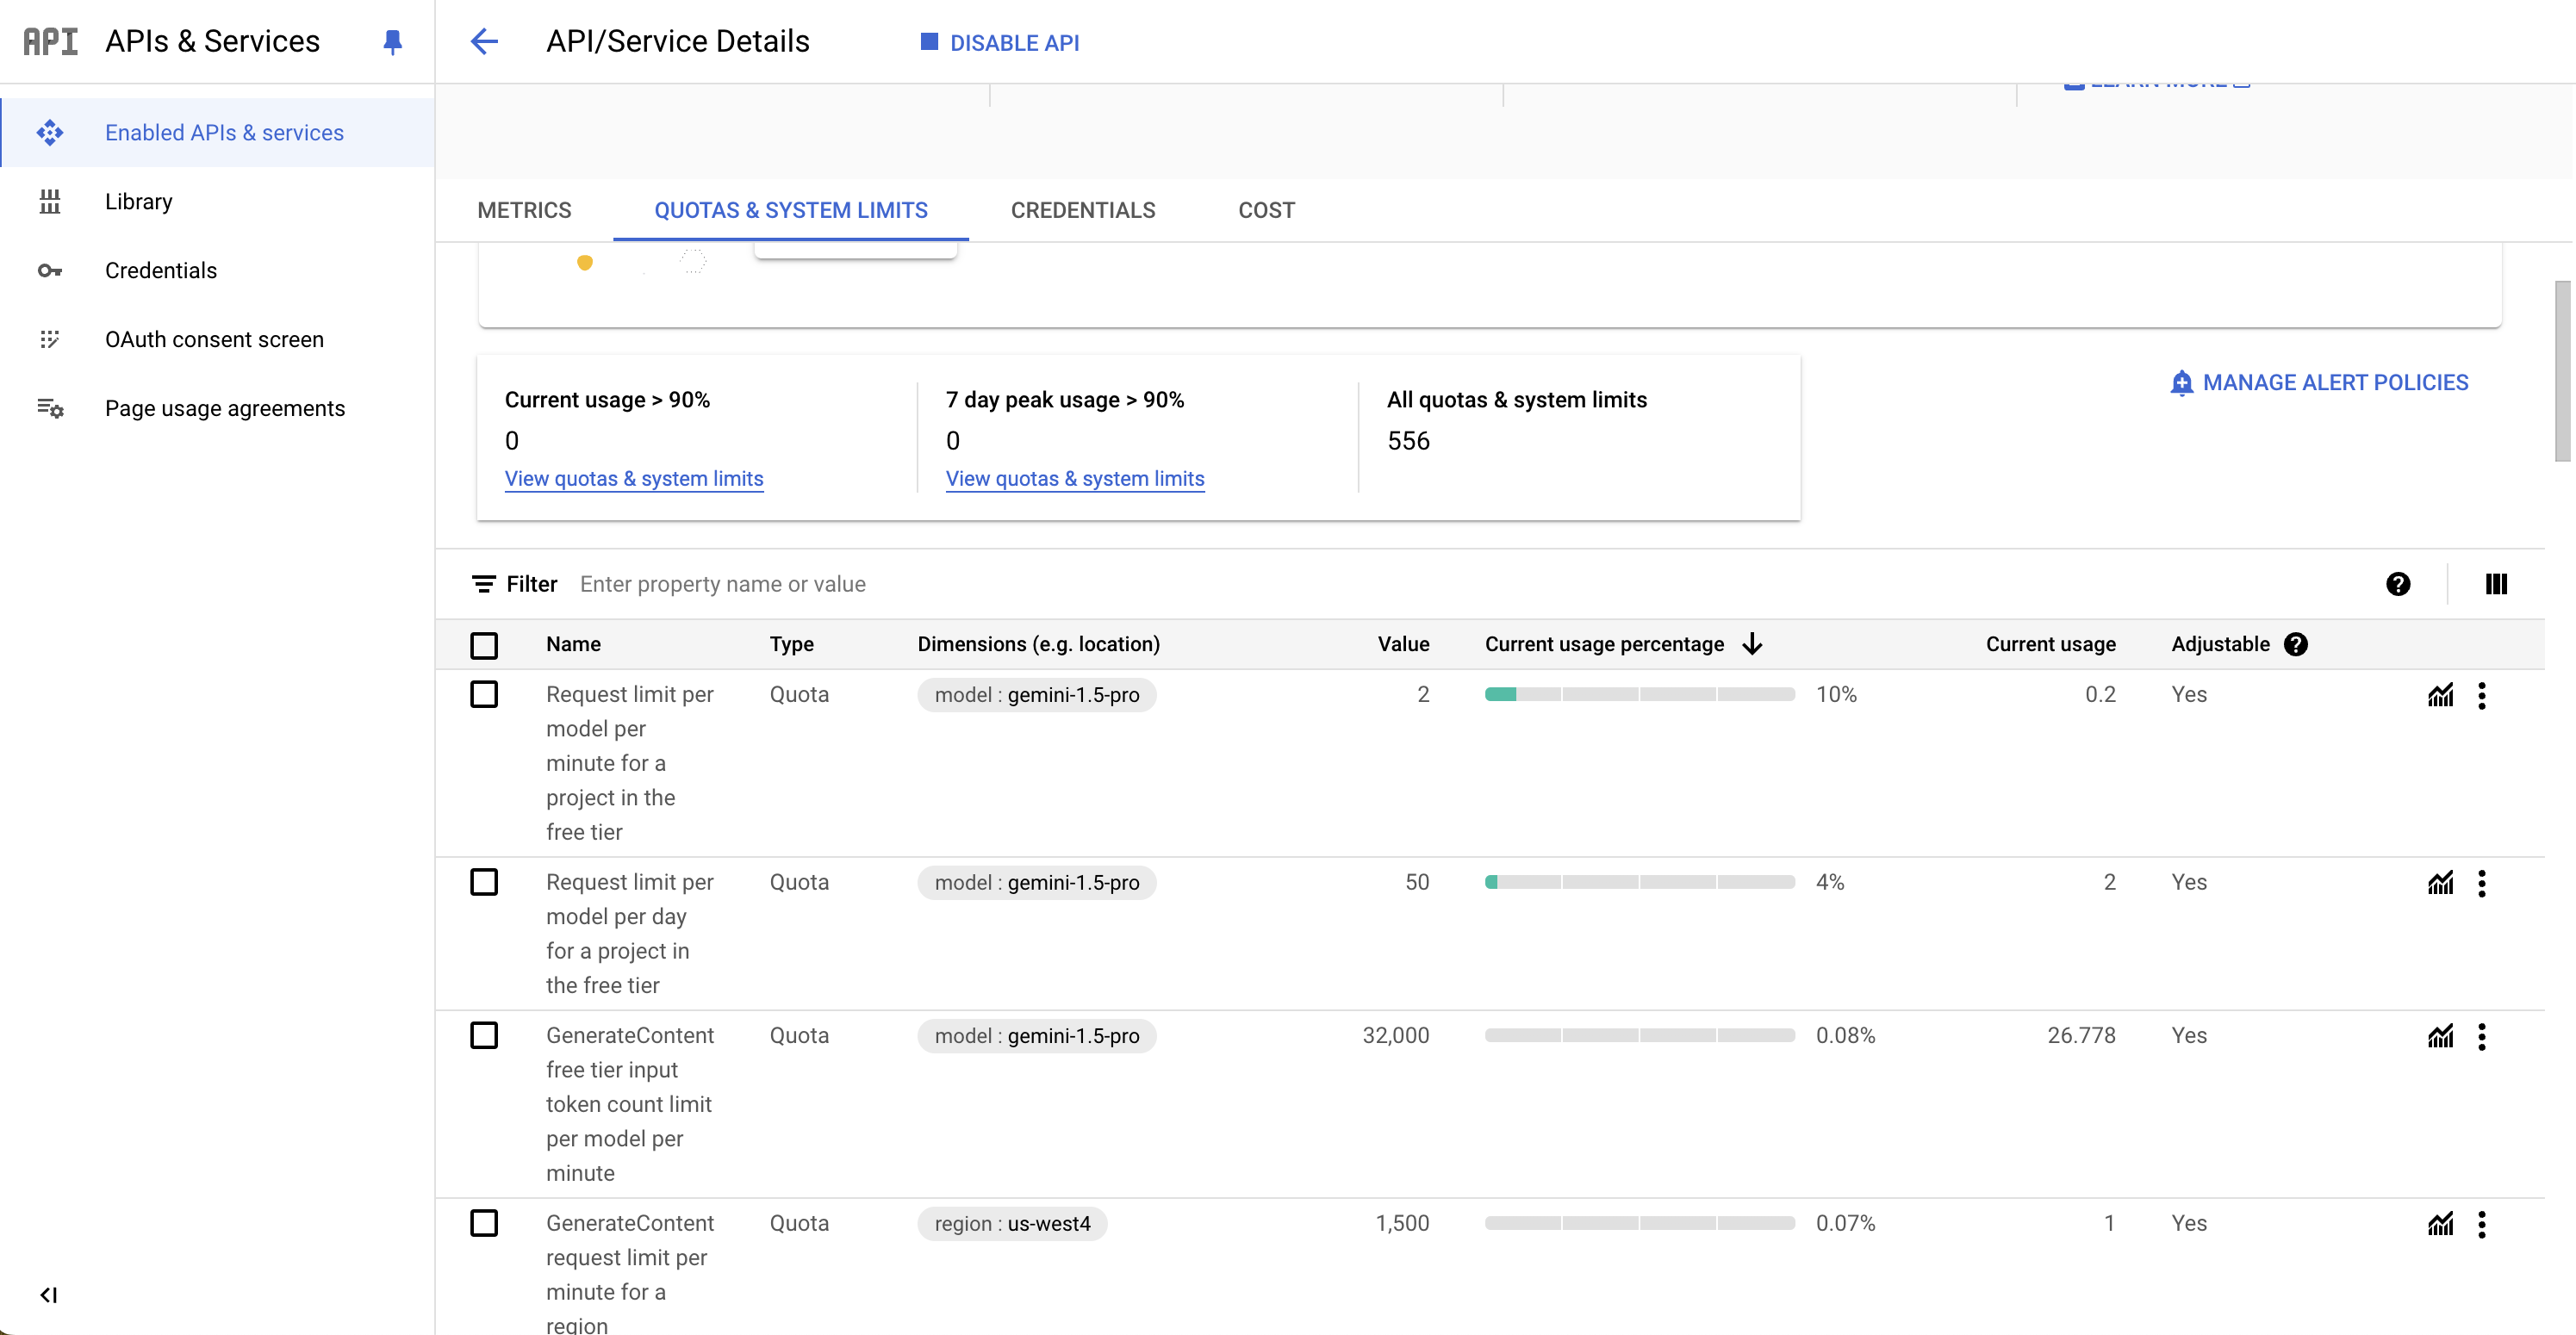 API APIs & Services
API/Service Details
DISABLE API
Enabled APIs & services
Library
Credentials
OAuth consent screen
Page usage agreements
LEARN MORE
METRICS QUOTAS & SYSTEM LIMITS CREDENTIALS COST
Current usage > 90%
0
View quotas & system limits
7 day peak usage > 90%
0
View quotas & system limits
All quotas & system limits
556
MANAGE ALERT POLICIES
Filter Enter property name or value
Name Type Dimensions (e.g. location) Value Current usage percentage Current usage Adjustable
Request limit per Quota model : gemini-1.5-pro 2 10% 0.2 Yes
model per
minute for a
project in the
free tier
Request limit per Quota model : gemini-1.5-pro 50 4% 2 Yes
model per day
for a project in
the free tier
GenerateContent Quota model : gemini-1.5-pro 32,000 0.08% 26.778 Yes
free tier input
token count limit
per model per
minute
GenerateContent Quota region : us-west4 1,500 0.07% 1 Yes
request limit per
minute for a
region